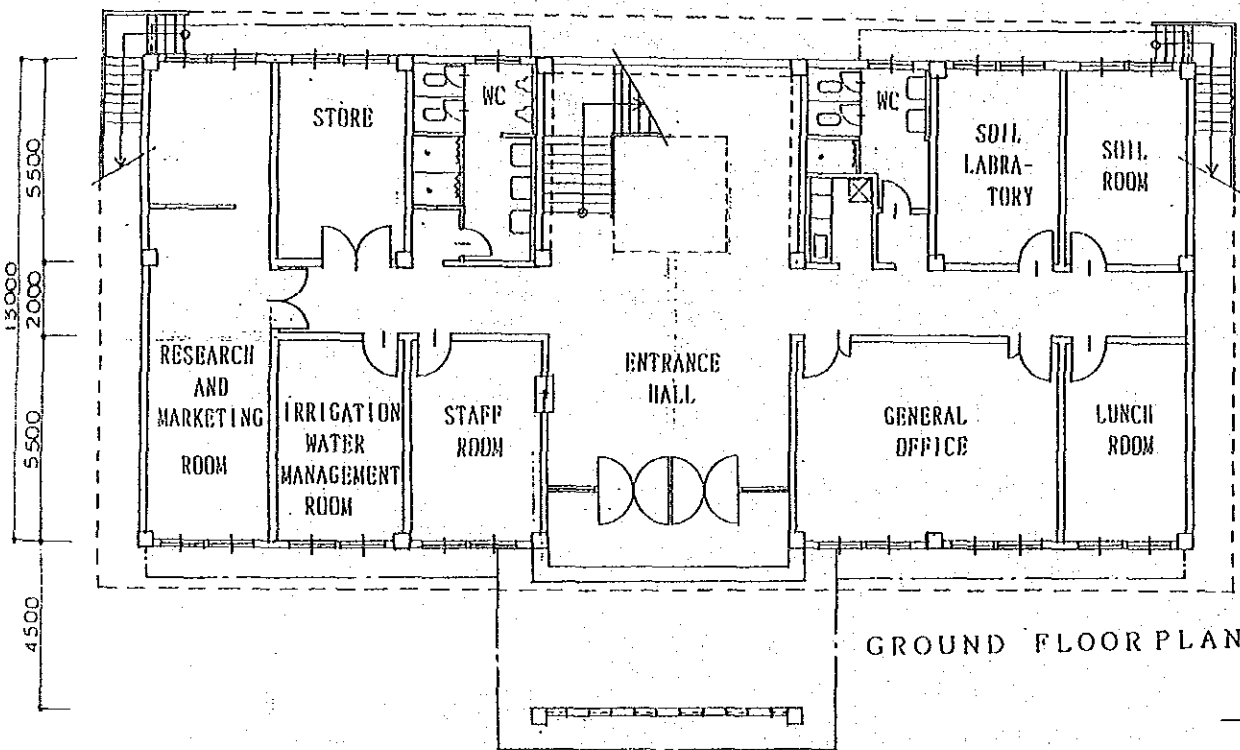 STORE
WC
WC
SOIL
LABRA-
TORY
SOIL
ROOM
5500
2000
13000
5500
4500
RESEARCH
AND
MARKETING
ROOM
IRRIGATION
WATER
MANAGEMENT
ROOM
STAFF
ROOM
ENTRANCE
HALL
GENERAL
OFFICE
LUNCH
ROOM
GROUND FLOOR PLAN